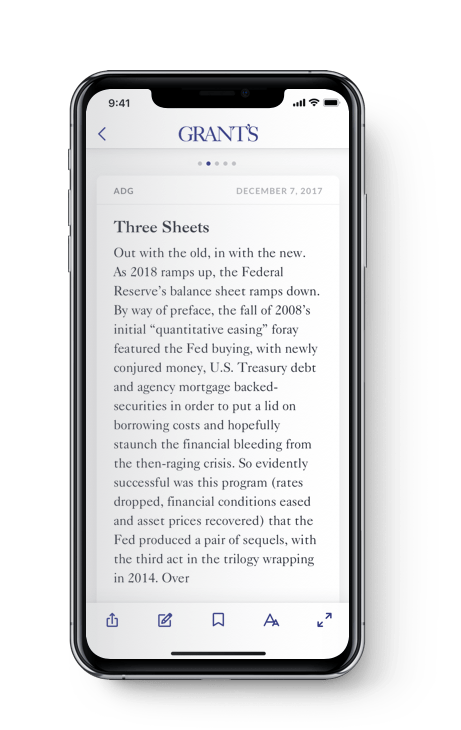 9:41
GRANT'S
ADG DECEMBER 7, 2017
Three Sheets
Out with the old, in with the new.
As 2018 ramps up, the Federal
Reserve's balance sheet ramps down.
By way of preface, the fall of 2008's
initial “quantitative easing” foray
featured the Fed buying, with newly
conjured money, U.S. Treasury debt
and agency mortgage backed-
securities in order to put a lid on
borrowing costs and hopefully
staunch the financial bleeding from
the then-raging crisis. So evidently
successful was this program (rates
dropped, financial conditions eased
and asset prices recovered) that the
Fed produced a pair of sequels, with
the third act in the trilogy wrapping
in 2014. Over
AA